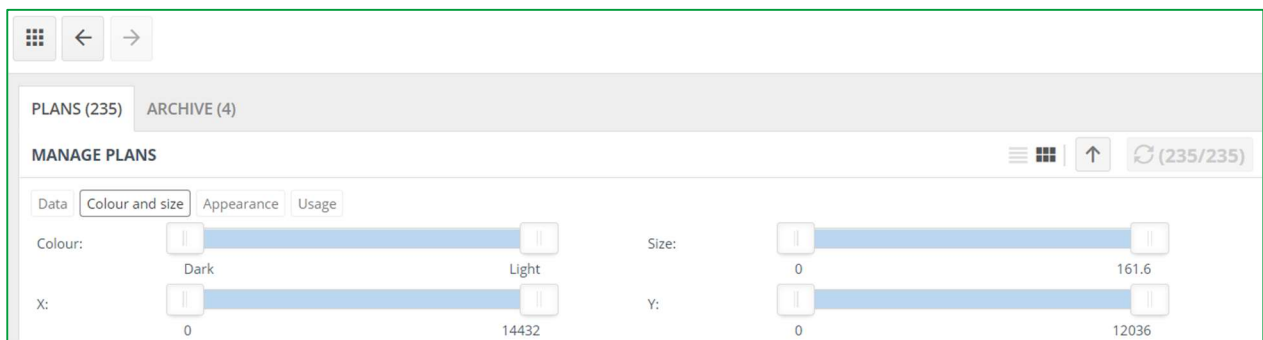 PLANS (235) ARCHIVE (4)
MANAGE PLANS (235/235)
Data Colour and size Appearance Usage
Colour: Size:
Dark Light 0 161.6
X: Y:
0 14432 0 12036